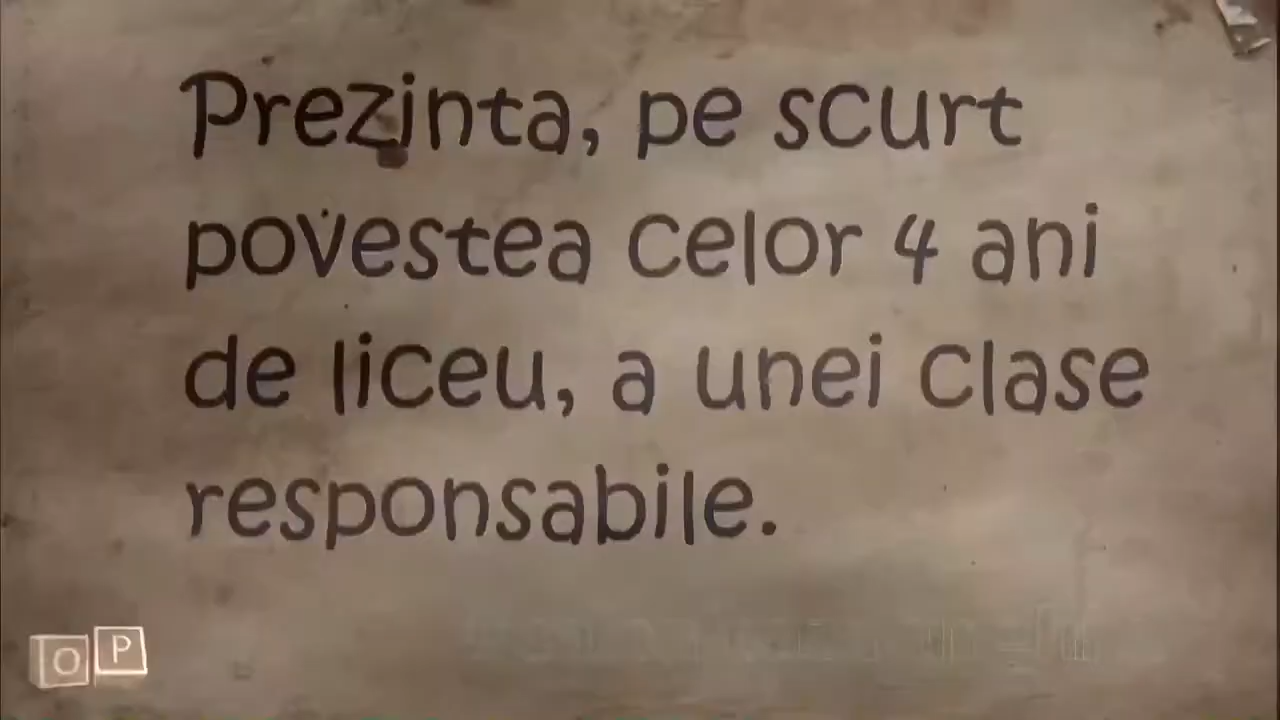 Prezinta, pe scurt
povestea celor 4 ani
de liceu, a unei clase
responsabile.
O P